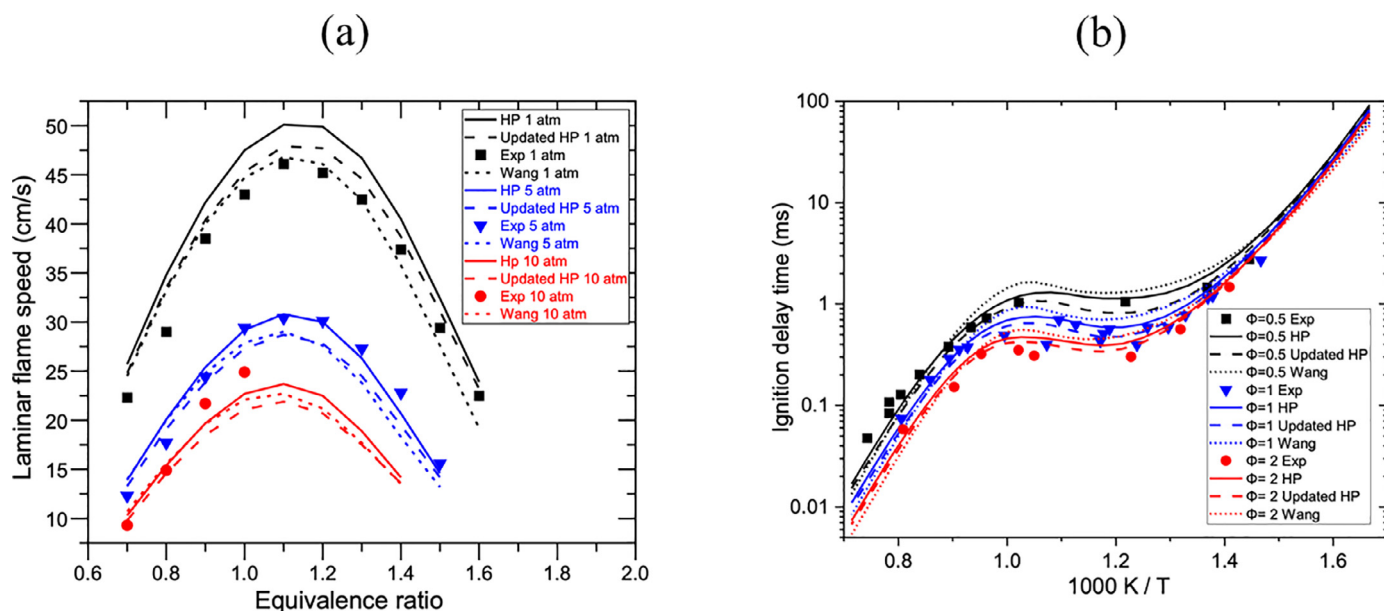 (a)
(b)
Laminar flame speed (cm/s)
50
45
40
35
30
25
20
15
10
0.6
0.8
1.0
1.2
1.4
1.6
1.8
2.0
Equivalence ratio
HP 1 atm
Updated HP 1 atm
Exp 1 atm
Wang 1 atm
HP 5 atm
Updated HP 5 atm
Exp 5 atm
Wang 5 atm
Hp 10 atm
Updated HP 10 atm
Exp 10 atm
Wang 10 atm
Ignition delay time (ms)
100
10
1
0.1
0.01
0.8
1.0
1.2
1.4
1.6
1000 K / T
Φ=0.5 Exp
Φ=0.5 HP
Φ=0.5 Updated HP
Φ=0.5 Wang
Φ=1 Exp
Φ=1 HP
Φ=1 Updated HP
Φ=1 Wang
Φ= 2 Exp
Φ= 2 HP
Φ= 2 Updated HP
Φ= 2 Wang